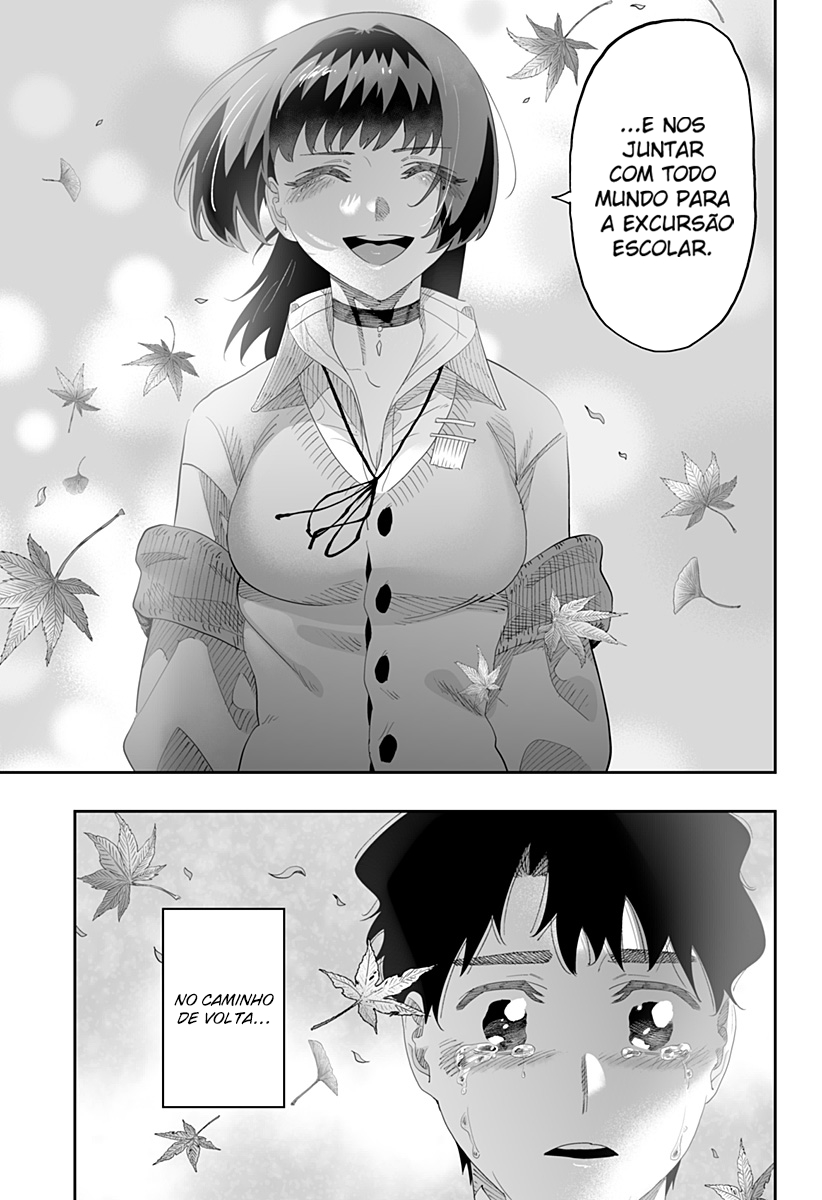 ...E NOS
JUNTAR
COM TODO
MUNDO PARA
A EXCURSÃO
ESCOLAR.
NO CAMINHO
DE VOLTA...